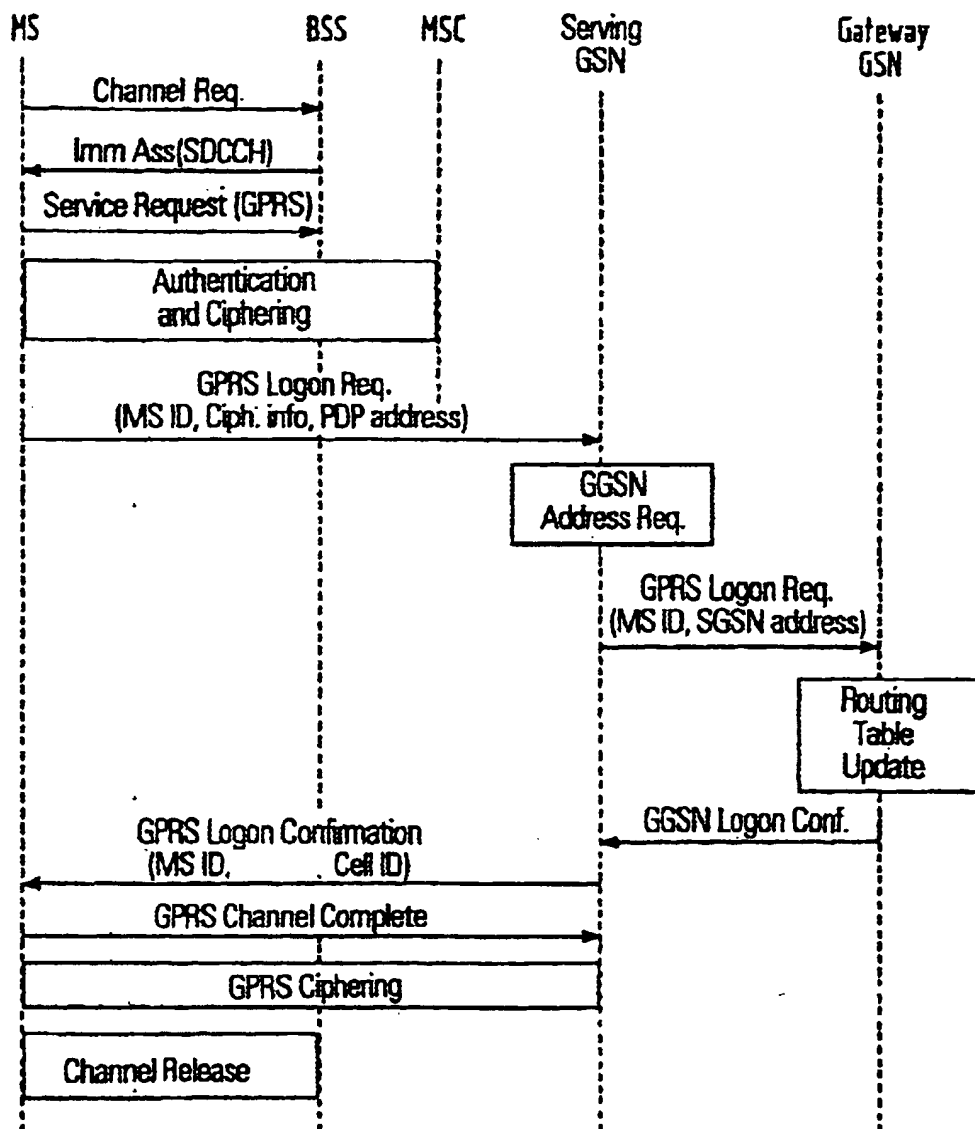 MS BSS MSC Serving GSN Gateway GSN
Channel Req.
Imm Ass(SDCCH)
Service Request (GPRS)
Authentication
and Ciphering
GPRS Logon Req.
(MS ID, Ciph. info, PDP address)
GGSN
Address Req.
GPRS Logon Req.
(MS ID, SGSN address)
Routing
Table
Update
GGSN Logon Conf.
GPRS Logon Confirmation
(MS ID, Cell ID)
GPRS Channel Complete
GPRS Ciphering
Channel Release